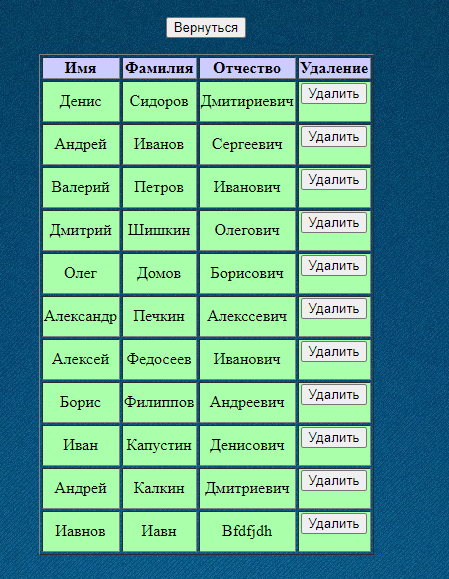 Вернуться
Имя Фамилия Отчество Удаление
Денис Сидоров Дмитириевич Удалить
Андрей Иванов Сергеевич Удалить
Валерий Петров Иванович Удалить
Дмитрий Шишкин Олегович Удалить
Олег Домов Борисович Удалить
Александр Печкин Алекссевич Удалить
Алексей Федосеев Иванович Удалить
Борис Филиппов Андреевич Удалить
Иван Капустин Денисович Удалить
Андрей Калкин Дмитриевич Удалить
Иавнов Иавн Bfdfjdh Удалить